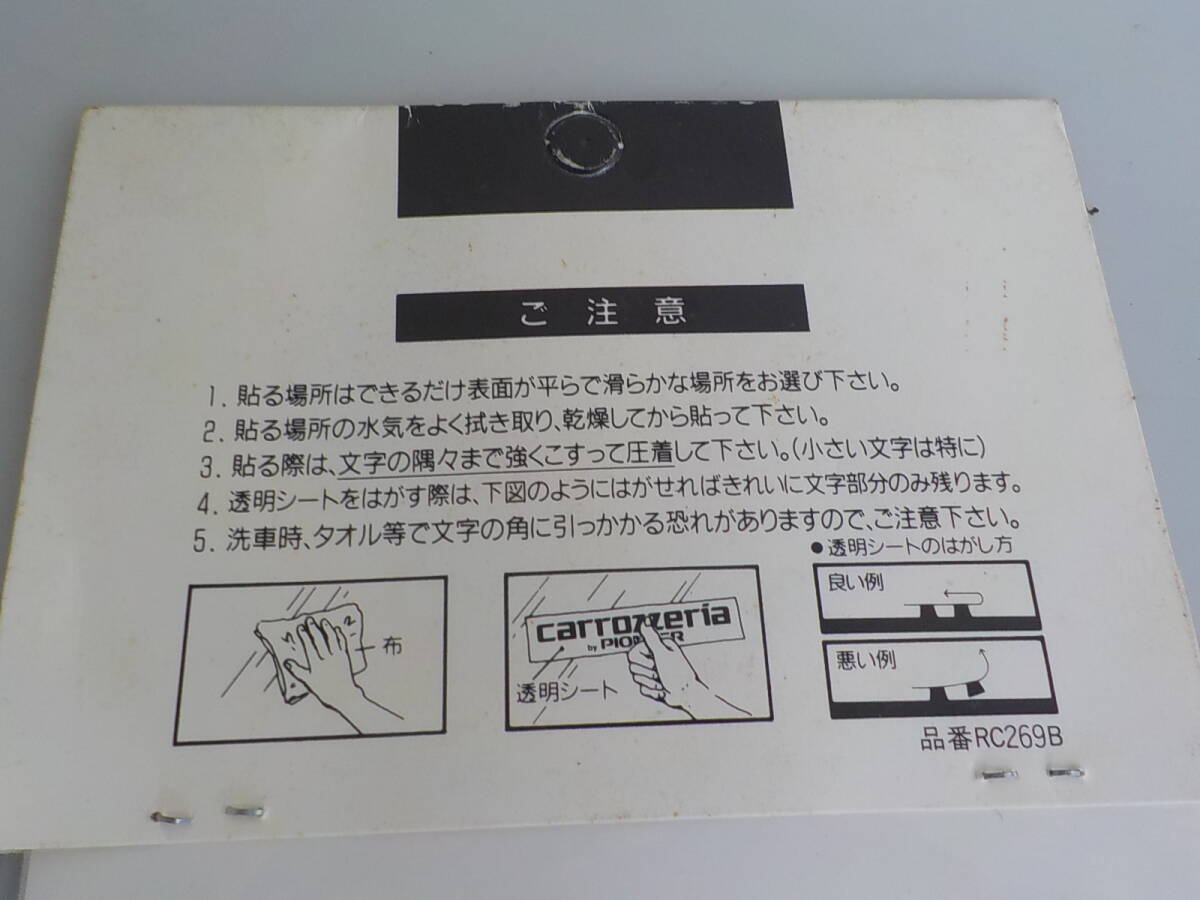 ご注意
1. 貼る場所はできるだけ表面が平らで滑らかな場所をお選び下さい。
2. 貼る場所の水気をよく拭き取り、乾燥してから貼って下さい。
3. 貼る際は、文字の隅々まで強くこすって圧着して下さい。(小さい文字は特に)
4. 透明シートをはがす際は、下図のようにはがせればきれいに文字部分のみ残ります。
5. 洗車時、タオル等で文字の角に引っかかる恐れがありますので、ご注意下さい。
●透明シートのはがし方
布
carrozzeria
by PIONEER
透明シート
良い例
悪い例
品番RC269B